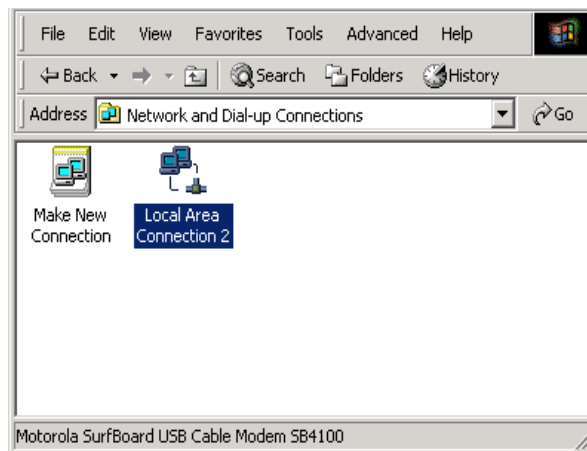 File Edit View Favorites Tools Advanced Help
Back Search Folders History
Address Network and Dial-up Connections Go
Make New Connection
Local Area Connection 2
Motorola SurfBoard USB Cable Modem SB4100